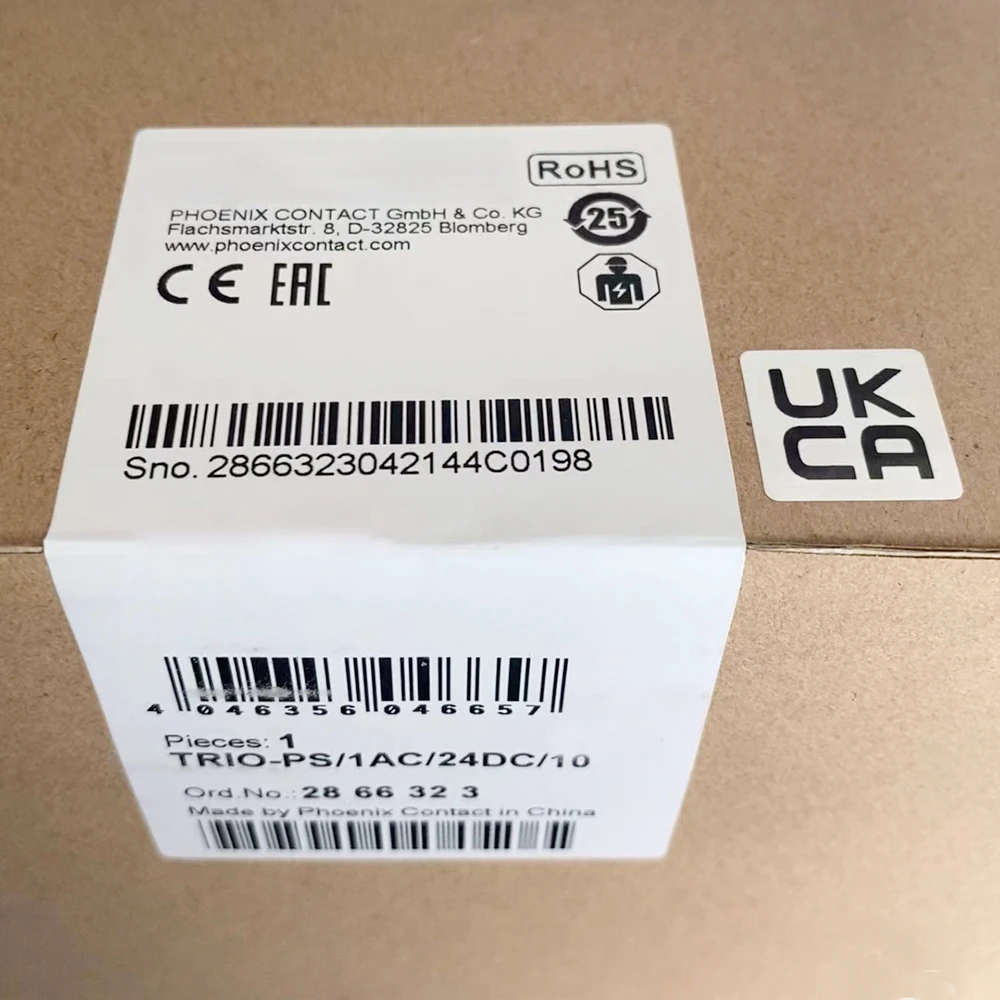 RoHS
25
PHOENIX CONTACT GmbH & Co. KG
Flachsmarktstr. 8, D-32825 Blomberg
www.phoenixcontact.com
CE EAC
UK
CA
Sno. 2866323042144C0198
4 046356 046657
Pieces: 1
TRIO-PS/1AC/24DC/10
Ord.No.: 28 66 32 3
Made by Phoenix Contact in China